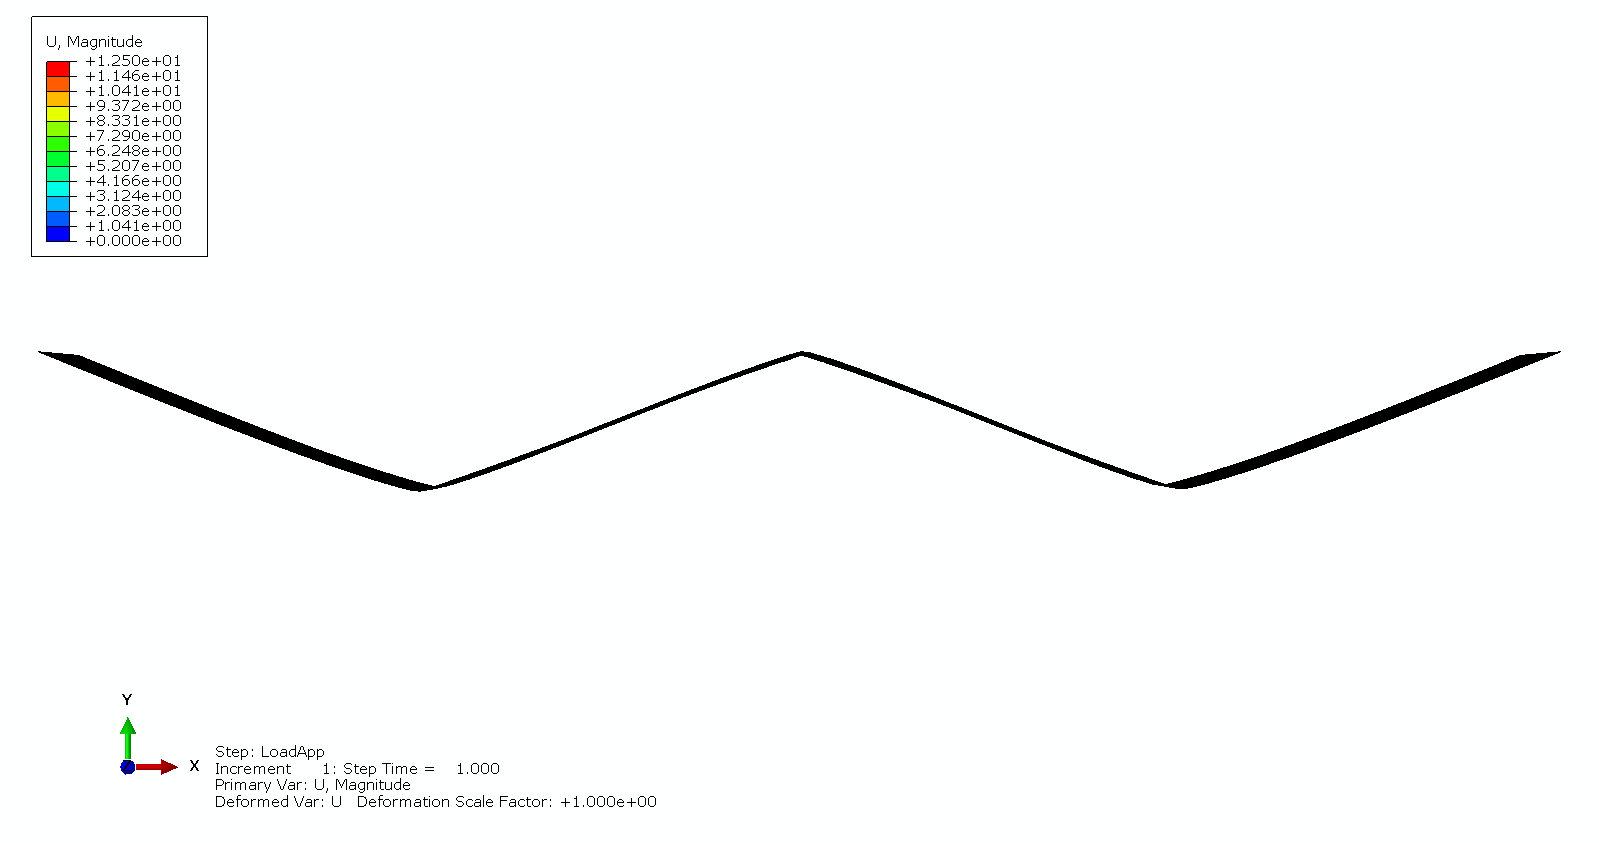 U, Magnitude
+1.250e+01
+1.146e+01
+1.041e+01
+9.372e+00
+8.331e+00
+7.290e+00
+6.248e+00
+5.207e+00
+4.166e+00
+3.124e+00
+2.083e+00
+1.041e+00
+0.000e+00
Y
X
Step: LoadApp
Increment 1: Step Time = 1.000
Primary Var: U, Magnitude
Deformed Var: U Deformation Scale Factor: +1.000e+00